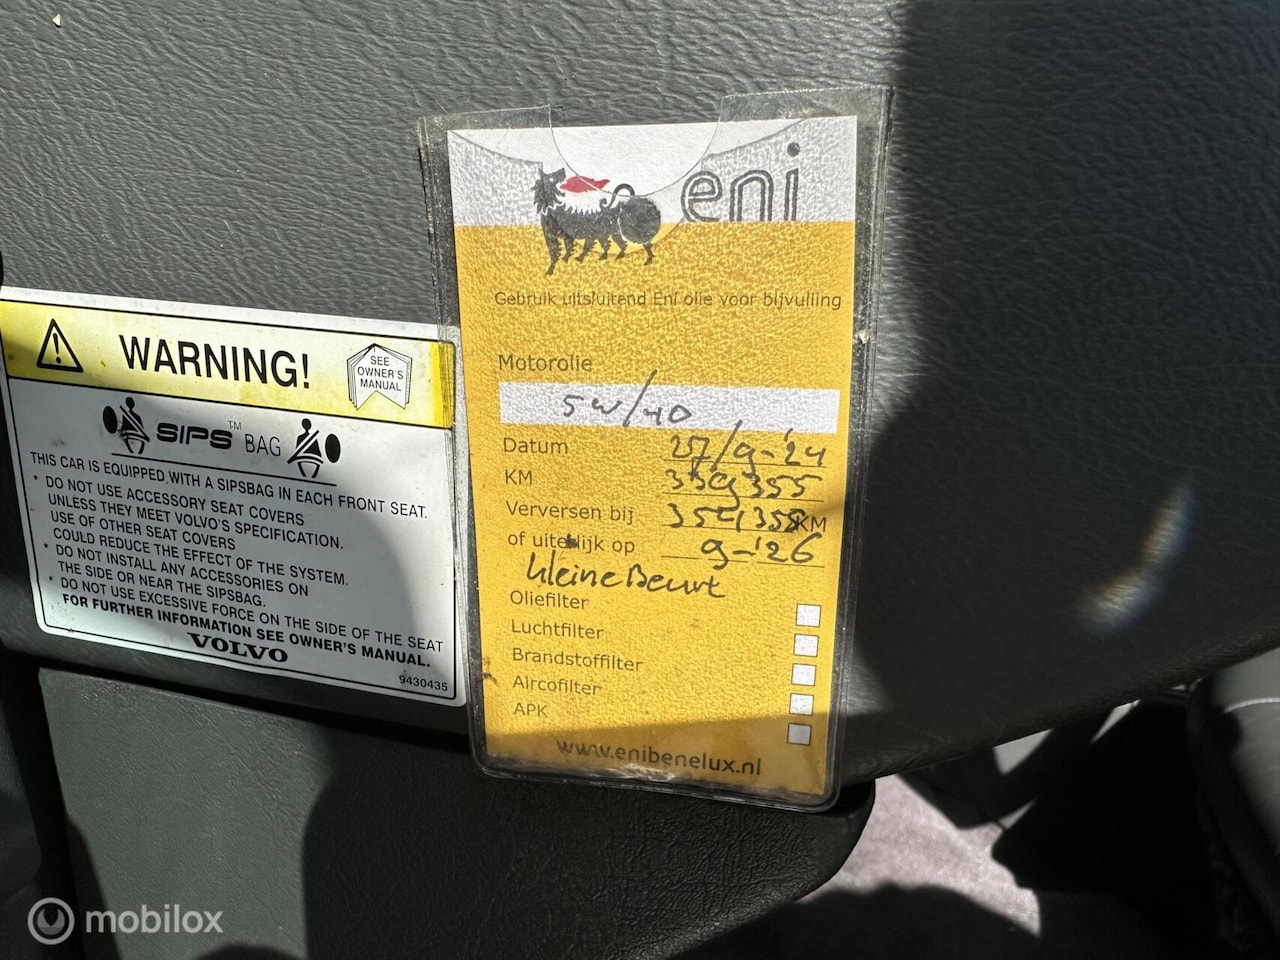 WARNING!
SEE
OWNER'S
MANUAL
SIPS™ BAG
THIS CAR IS EQUIPPED WITH A SIPSBAG IN EACH FRONT SEAT.
* DO NOT USE ACCESSORY SEAT COVERS
UNLESS THEY MEET VOLVO'S SPECIFICATION.
USE OF OTHER SEAT COVERS
COULD REDUCE THE EFFECT OF THE SYSTEM.
* DO NOT INSTALL ANY ACCESSORIES ON
THE SIDE OR NEAR THE SIPSBAG.
* DO NOT USE EXCESSIVE FORCE ON THE SIDE OF THE SEAT
FOR FURTHER INFORMATION SEE OWNER'S MANUAL.
VOLVO
9430435
eni
Gebruik uitsluitend Eni olie voor bijvulling
Motorolie
5w/40
Datum 27/9-'24
KM
Verversen bij KM
of uiterlijk op 9-'26
kleine Beurt
Oliefilter
Luchtfilter
Brandstoffilter
Aircofilter
APK
www.enibenelux.nl
mobilox